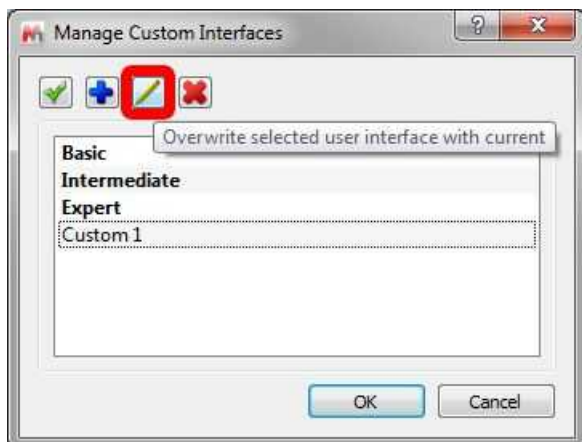 Manage Custom Interfaces
Overwrite selected user interface with current
Basic
Intermediate
Expert
Custom 1
OK
Cancel